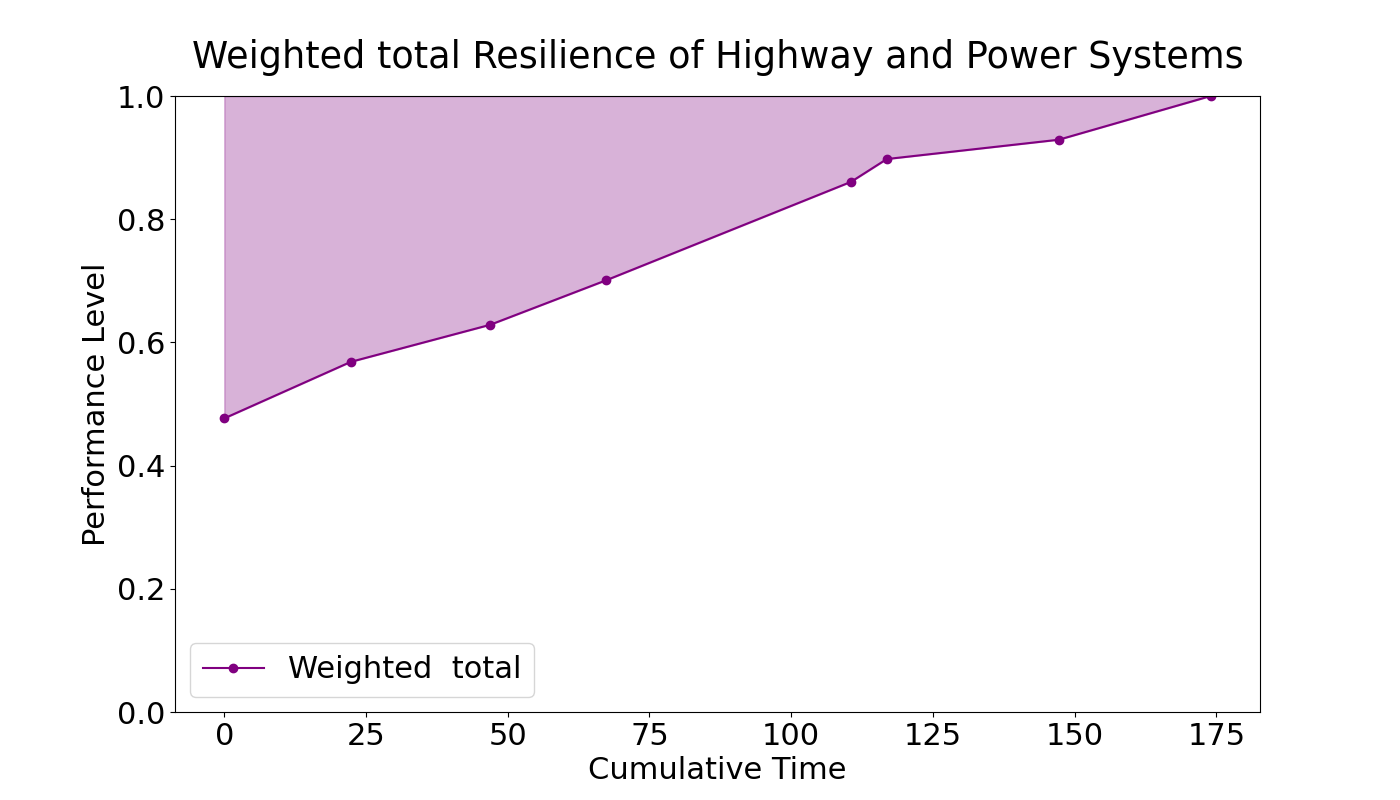 Weighted total Resilience of Highway and Power Systems
1.0
0.8
0.6
0.4
0.2
0.0
Performance Level
Weighted  total
0 25 50 75 100 125 150 175
Cumulative Time